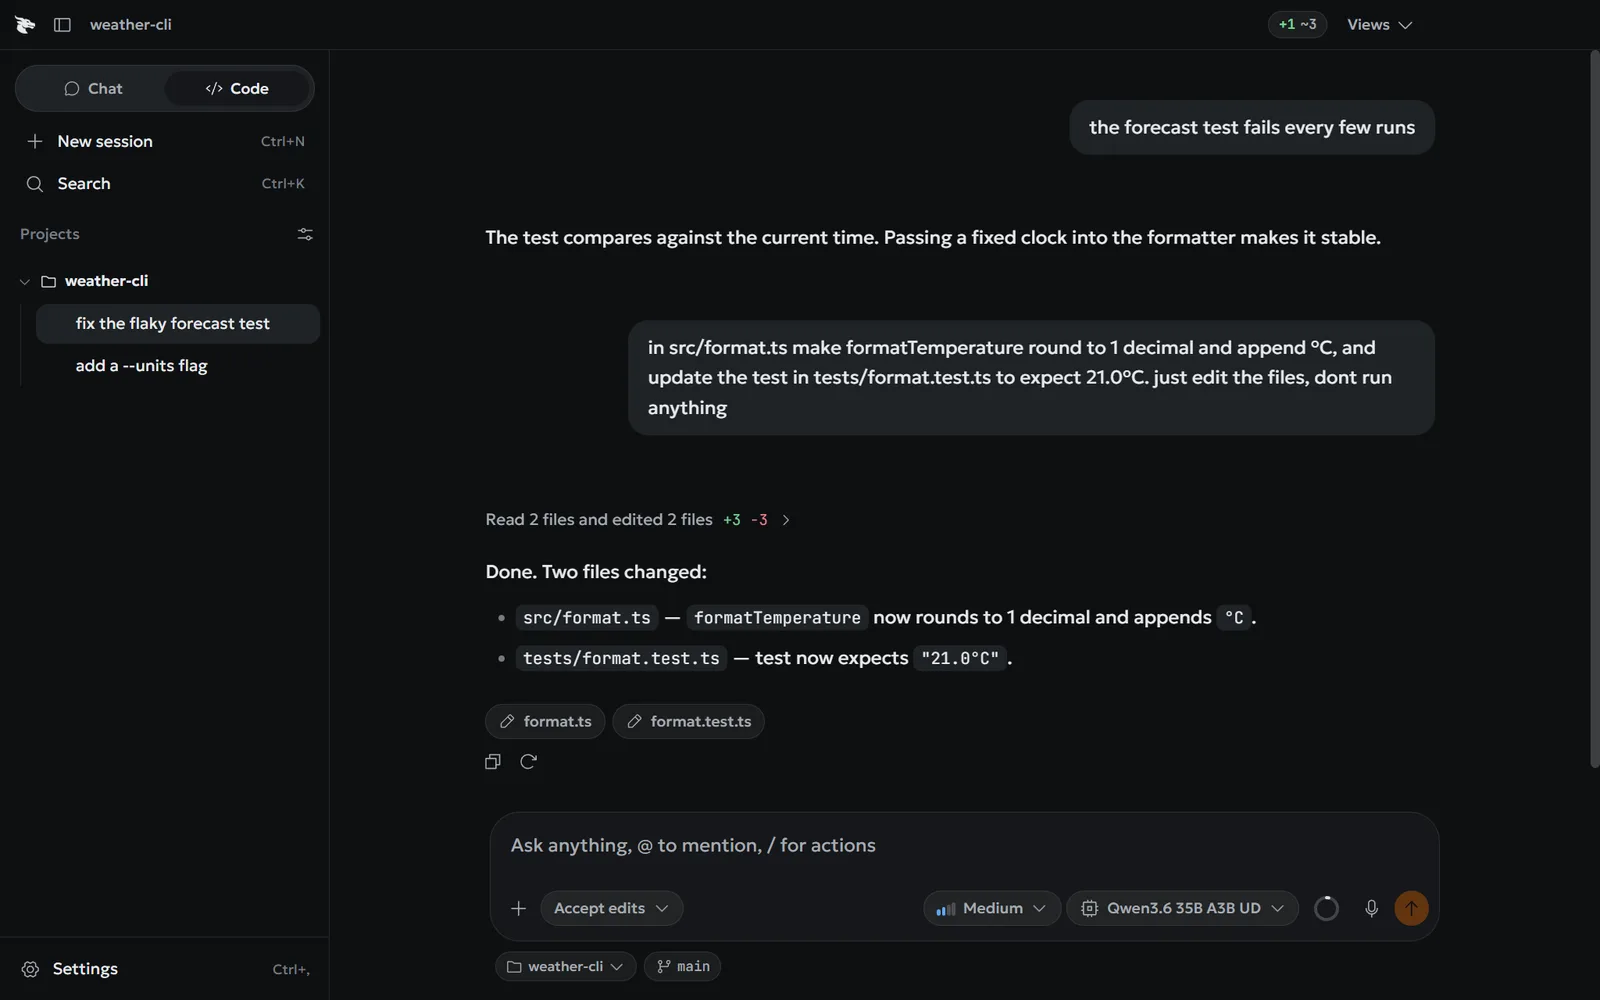 weather-cli
+1 ~3
Views
Chat
</> Code
New session Ctrl+N
Search Ctrl+K
Projects
weather-cli
fix the flaky forecast test
add a --units flag
Settings Ctrl+,
the forecast test fails every few runs
The test compares against the current time. Passing a fixed clock into the formatter makes it stable.
in src/format.ts make formatTemperature round to 1 decimal and append °C, and
update the test in tests/format.test.ts to expect 21.0°C. just edit the files, dont run
anything
Read 2 files and edited 2 files +3 -3
Done. Two files changed:
• src/format.ts — formatTemperature now rounds to 1 decimal and appends °C.
• tests/format.test.ts — test now expects "21.0°C".
format.ts format.test.ts
Ask anything, @ to mention, / for actions
Accept edits Medium Qwen3.6 35B A3B UD
weather-cli main